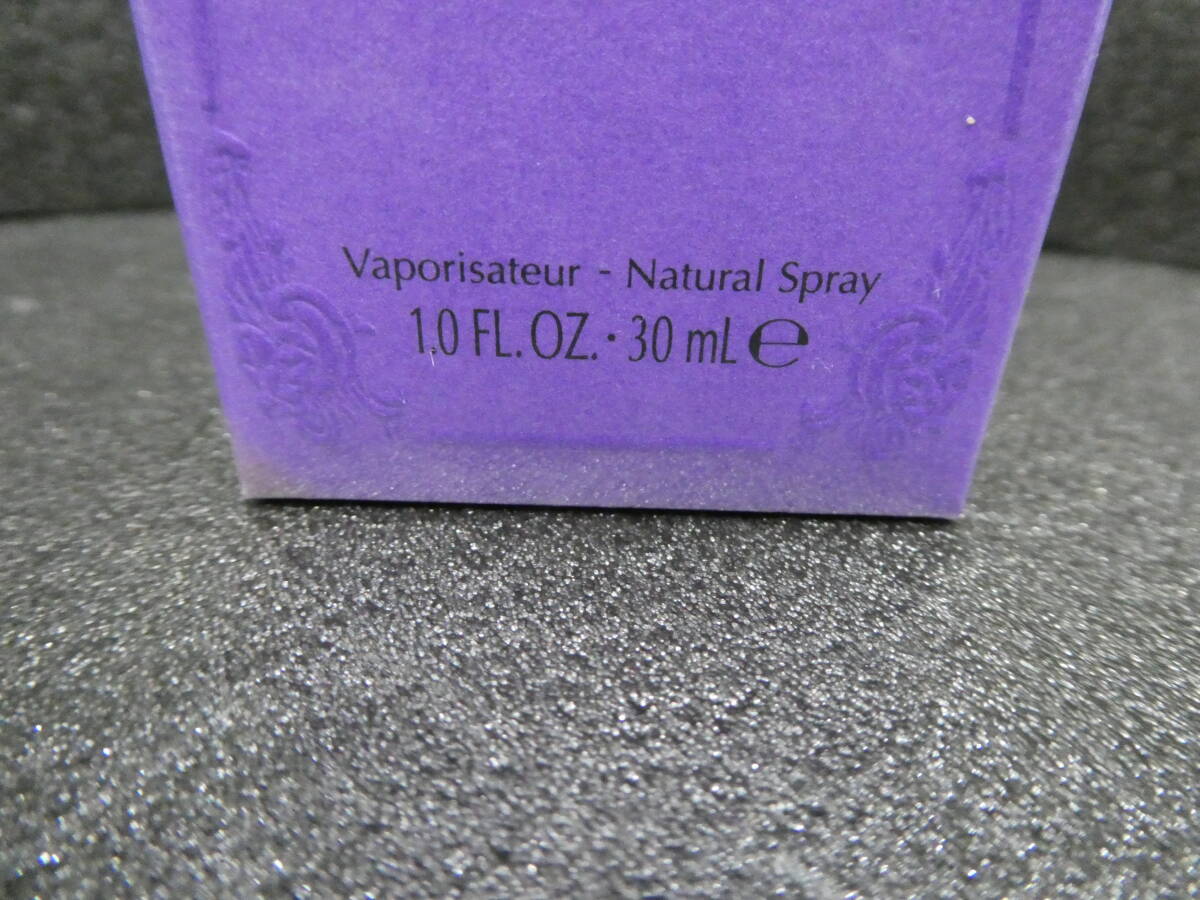 Vaporisateur - Natural Spray
1.0 FL. OZ. · 30 mL ℮